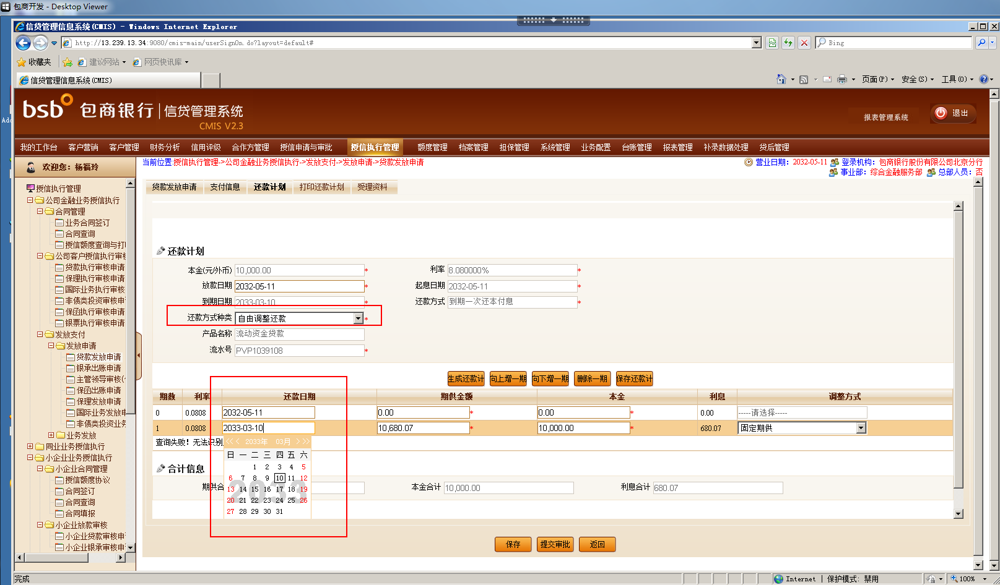 包商开发 - Desktop Viewer
信贷管理信息系统(CMIS) - Windows Internet Explorer
http://13.239.13.34:9080/cmis-main/userSignOn.do?layout=default#
Bing
收藏夹 建议网站 网页快讯库
信贷管理信息系统(CMIS)
页面(P) 安全(S) 工具(O)
bsb 包商银行 信贷管理系统
CMIS V2.3
报表管理系统 退出
我的工作台 客户营销 客户管理 财务分析 信用评级 合作方管理 授信申请与审批 授信执行管理 额度管理 档案管理 担保管理 系统管理 业务配置 台账管理 报表管理 补录数据处理 贷后管理
欢迎您：杨福玲
当前位置:授信执行管理->公司金融业务授信执行->发放支付->发放申请->贷款发放申请
营业日期：2032-05-11 登录机构：包商银行股份有限公司北京分行
事业部：综合金融服务部 总部人员：否
授信执行管理
公司金融业务授信执行
合同管理
业务合同签订
合同查询
授信额度查询与打
公司客户授信执行审
贷款执行审核申请
保理执行审核申请
国际业务执行审核
非债类投资审核申
保函执行审核申请
银票执行审核申请
发放支付
发放申请
贷款发放申请
银承出账申请
主管领导审核(
保函出账申请
保理发放申请
国际业务发放申
非债类投资业务
业务发放
同业业务授信执行
小企业业务授信执行
小企业合同管理
授信额度协议
合同签订
合同查询
合同填报
小企业放款审核
小企业贷款审核申
小企业银承审核申
贷款发放申请 支付信息 还款计划 打印还款计划 受理资料
还款计划
本金(元/外币) 10,000.00 * 利率 8.080000% *
放款日期 2032-05-11 * 起息日期 2032-05-11 *
到期日期 2033-03-10 * 还款方式 到期一次还本付息 *
还款方式种类 自由调整还款 *
产品名称 流动资金贷款
流水号 PVP1039108 *
生成还款计 向上增一期 向下增一期 删除一期 保存还款计
期数 利率 还款日期 期供金额 本金 利息 调整方式
0 0.0808 2032-05-11 0.00 * 0.00 * 0.00 -----请选择-----
1 0.0808 2033-03-10 10,680.07 * 10,000.00 * 680.07 固定期供
查询失败！无法识别
2033年 03月
日 一 二 三 四 五 六
1 2 3 4 5
6 7 8 9 10 11 12
13 14 15 16 17 18 19
20 21 22 23 24 25 26
27 28 29 30 31
2033
合计信息
期供合 本金合计 10,000.00 利息合计 680.07
保存 提交审批 返回
完成 Internet | 保护模式: 禁用 100%